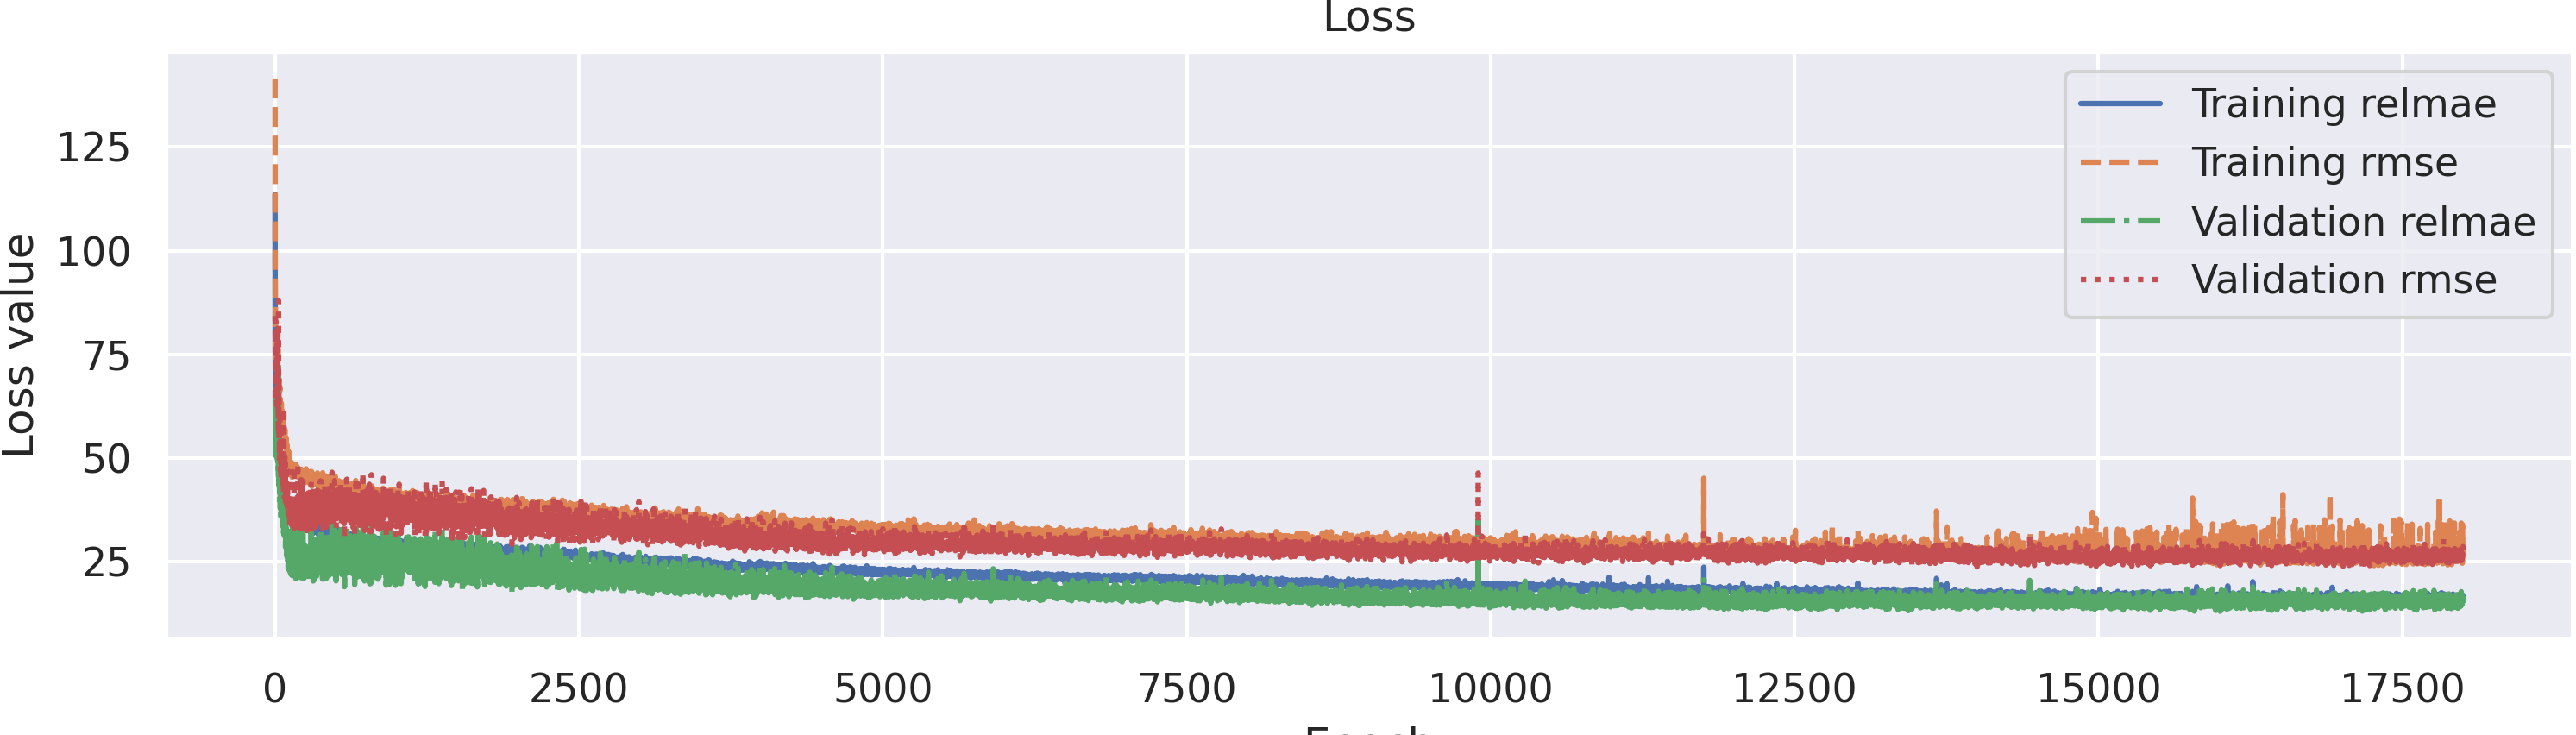 Loss
Loss value
125
100
75
50
25
0 2500 5000 7500 10000 12500 15000 17500
Training relmae
Training rmse
Validation relmae
Validation rmse